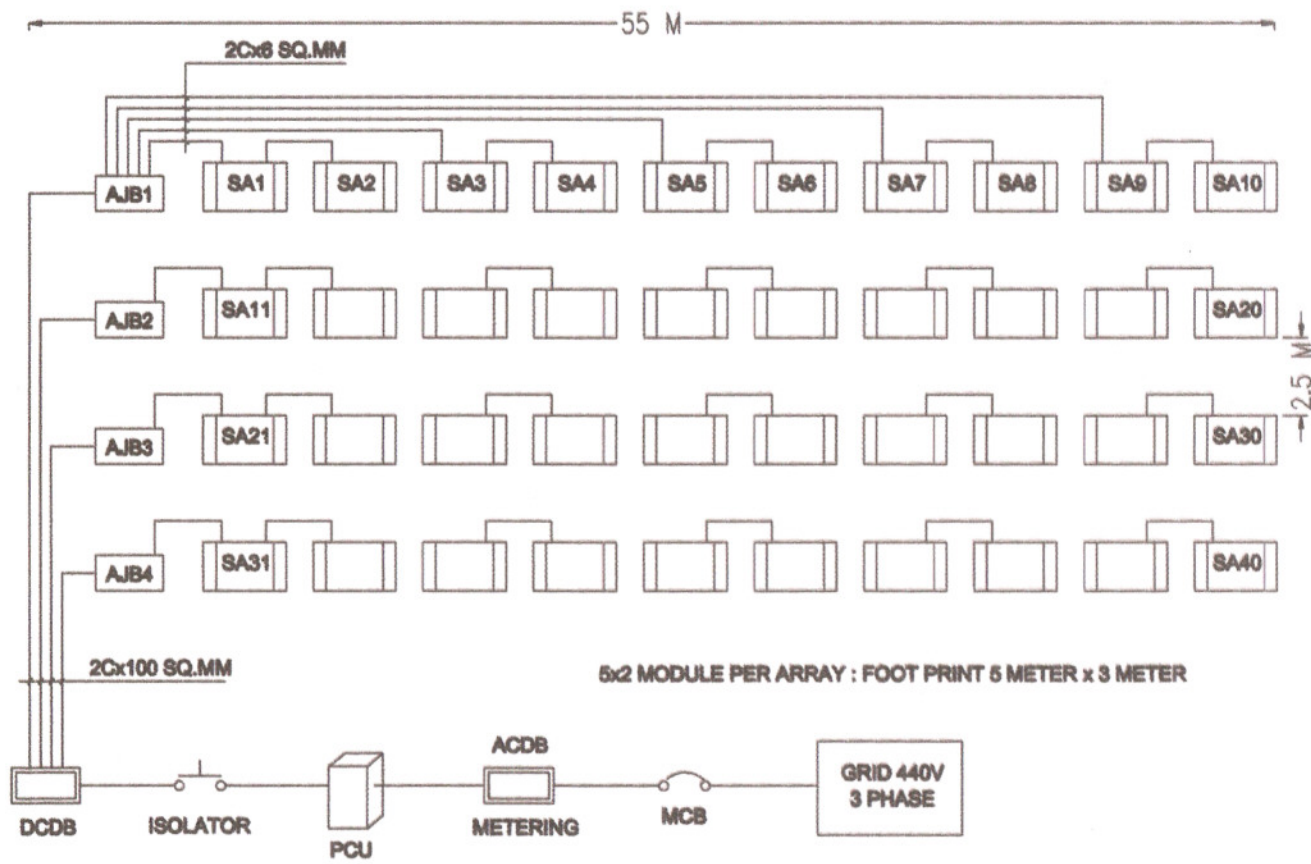 55 M
2Cx6 SQ.MM
AJB1 SA1 SA2 SA3 SA4 SA5 SA6 SA7 SA8 SA9 SA10
AJB2 SA11 SA20
2.5 M
AJB3 SA21 SA30
AJB4 SA31 SA40
2Cx100 SQ.MM
5x2 MODULE PER ARRAY : FOOT PRINT 5 METER x 3 METER
DCDB
ISOLATOR
PCU
ACDB
METERING
MCB
GRID 440V
3 PHASE